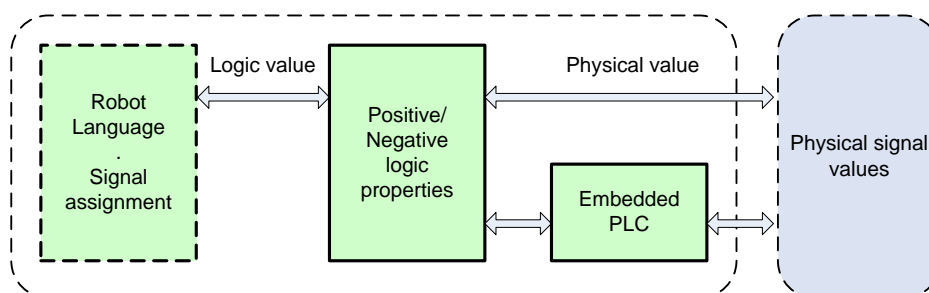 Logic value
Physical value
Robot
Language
.
Signal
assignment
Positive/
Negative
logic
properties
Embedded
PLC
Physical signal
values